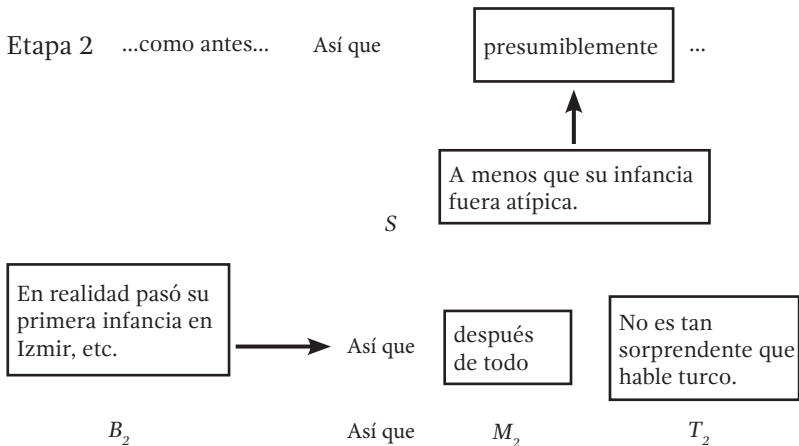 Etapa 2 ...como antes... Así que presumiblemente ...
A menos que su infancia
fuera atípica.
S
En realidad pasó su
primera infancia en
Izmir, etc.
Así que
después
de todo
No es tan
sorprendente que
hable turco.
B2 Así que M2 T2